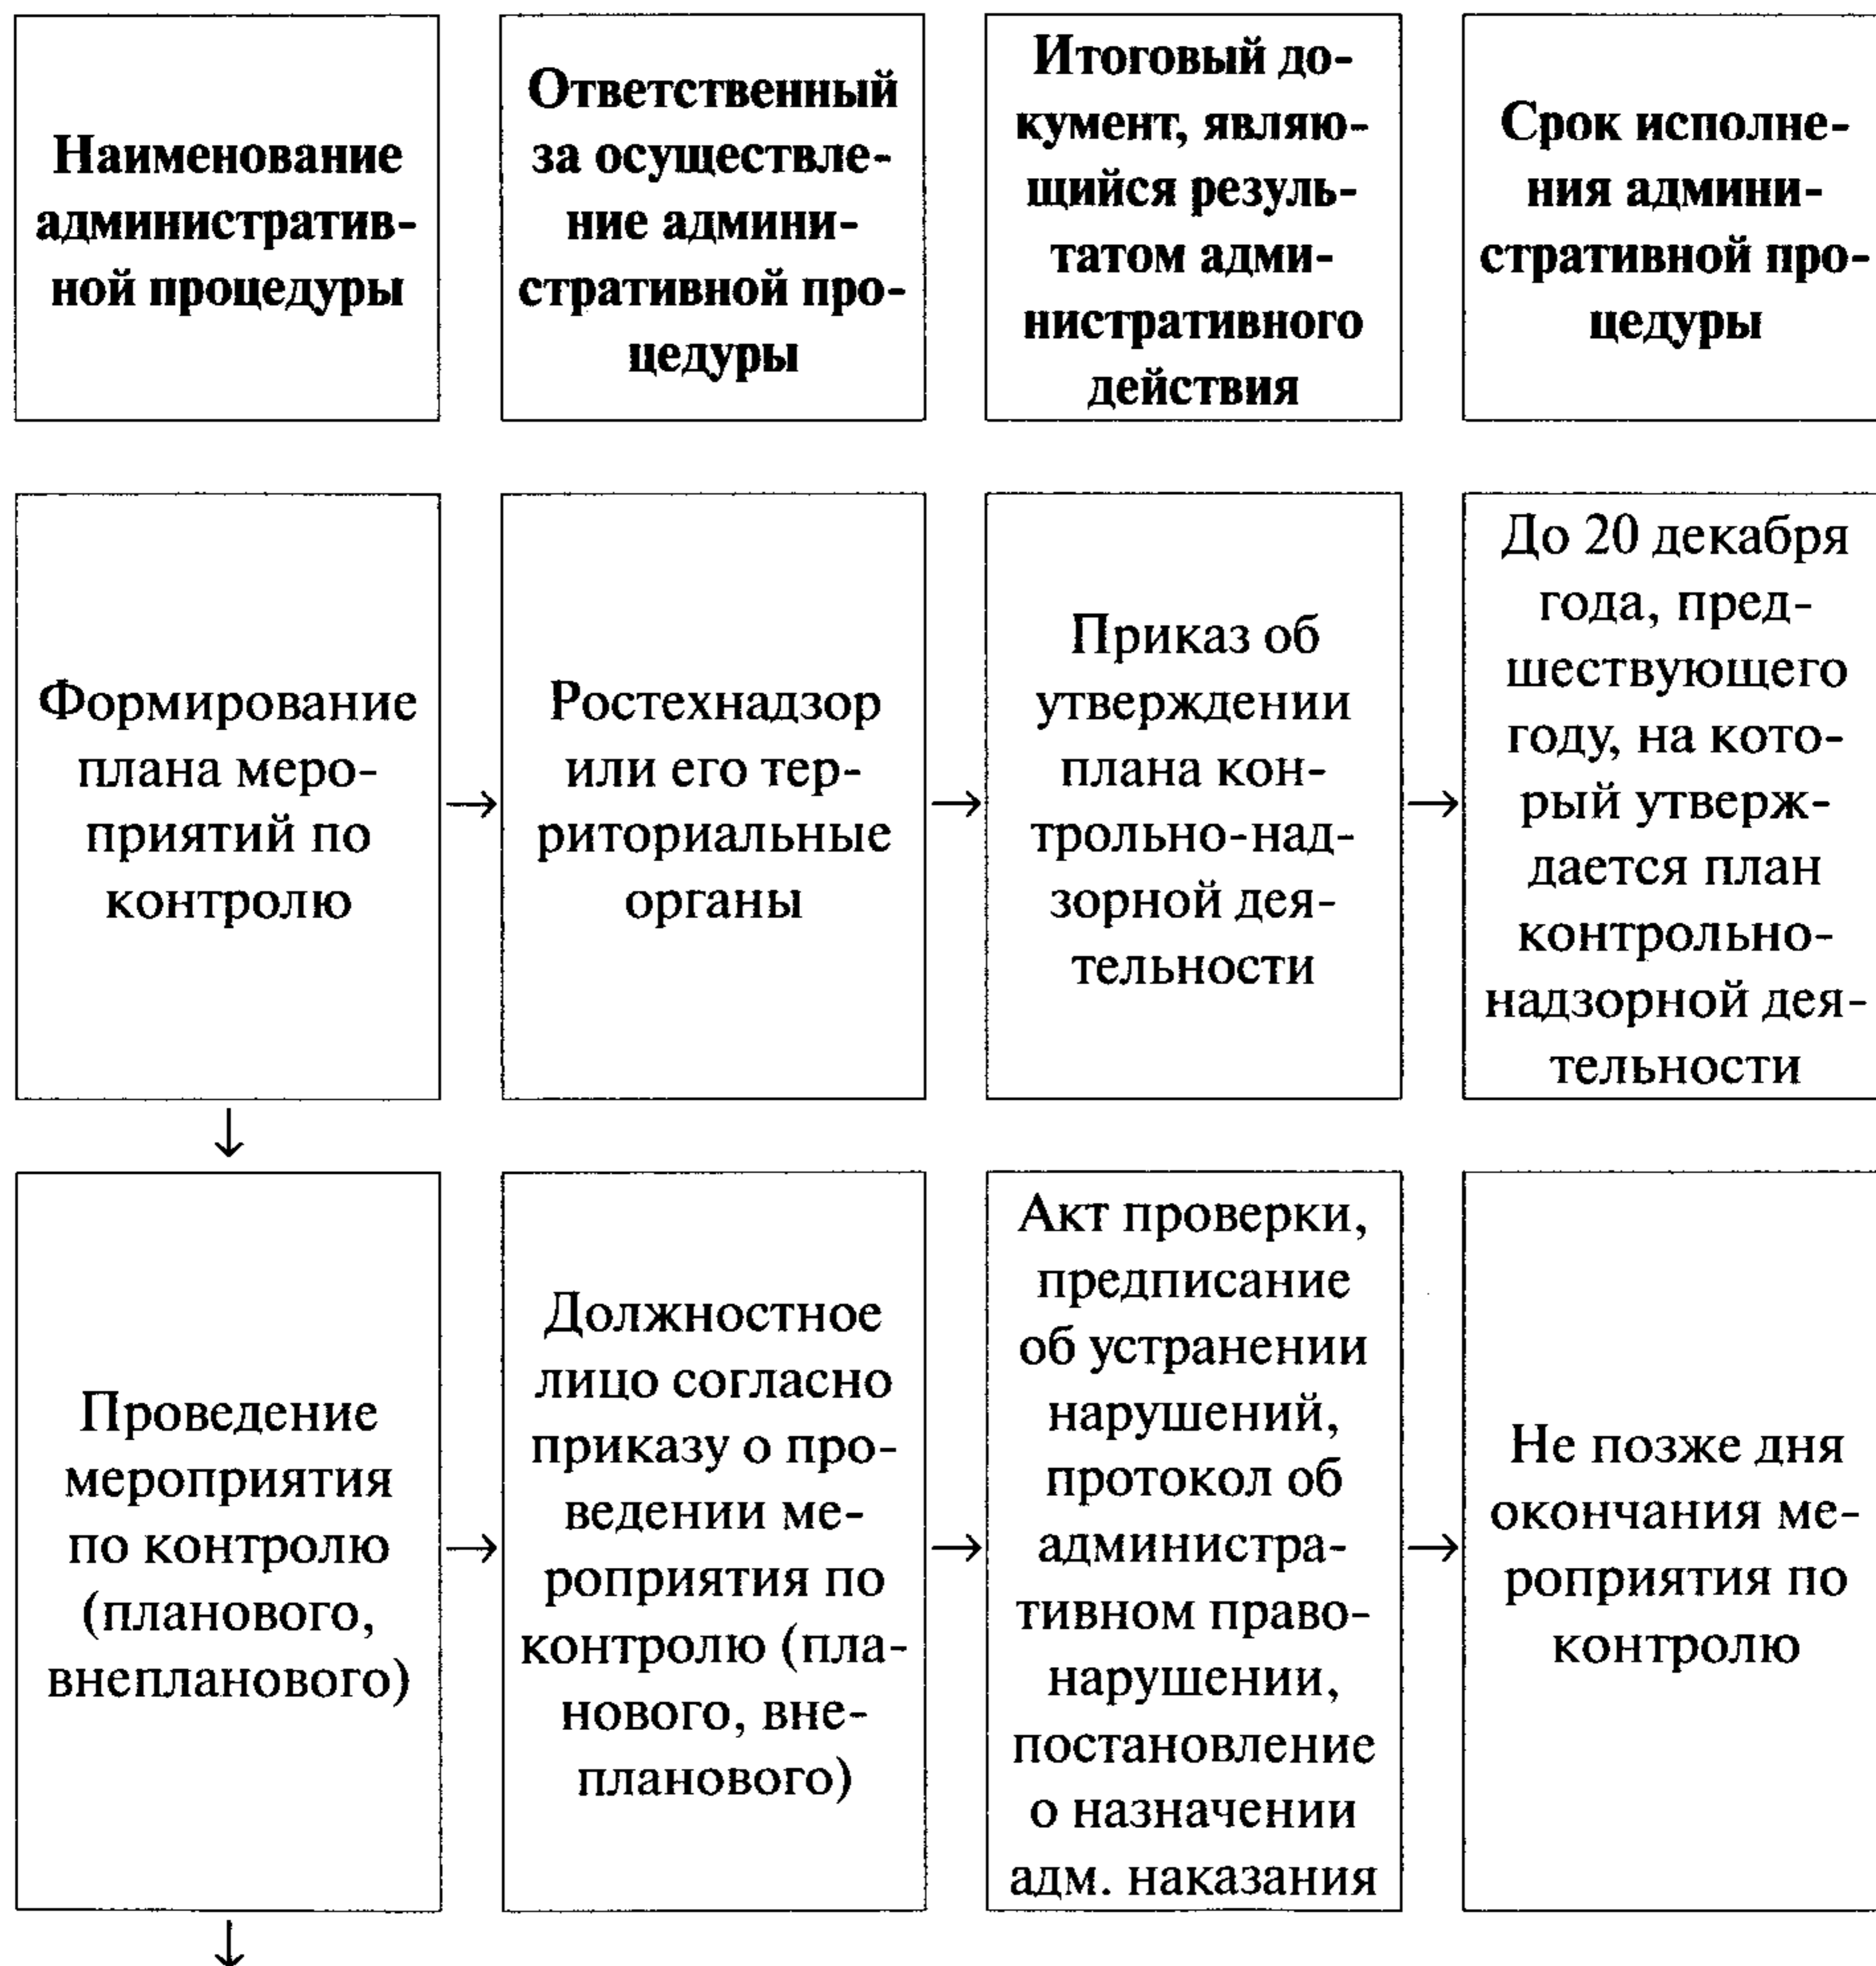 Наименование
административ-
ной процедуры
Ответственный
за осуществле-
ние админи-
стративной про-
цедуры
Итоговый до-
кумент, являю-
щийся резуль-
татом адми-
нистративного
действия
Срок исполне-
ния админи-
стративной про-
цедуры
Формирование
плана меро-
приятий по
контролю
→
Ростехнадзор
или его тер-
риториальные
органы
→
Приказ об
утверждении
плана кон-
трольно-над-
зорной дея-
тельности
→
До 20 декабря
года, пред-
шествующего
году, на кото-
рый утверж-
дается план
контрольно-
надзорной дея-
тельности
↓
Проведение
мероприятия
по контролю
(планового,
внепланового)
→
Должностное
лицо согласно
приказу о про-
ведении ме-
роприятия по
контролю (пла-
нового, вне-
планового)
→
Акт проверки,
предписание
об устранении
нарушений,
протокол об
администра-
тивном право-
нарушении,
постановление
о назначении
адм. наказания
→
Не позже дня
окончания ме-
роприятия по
контролю
↓